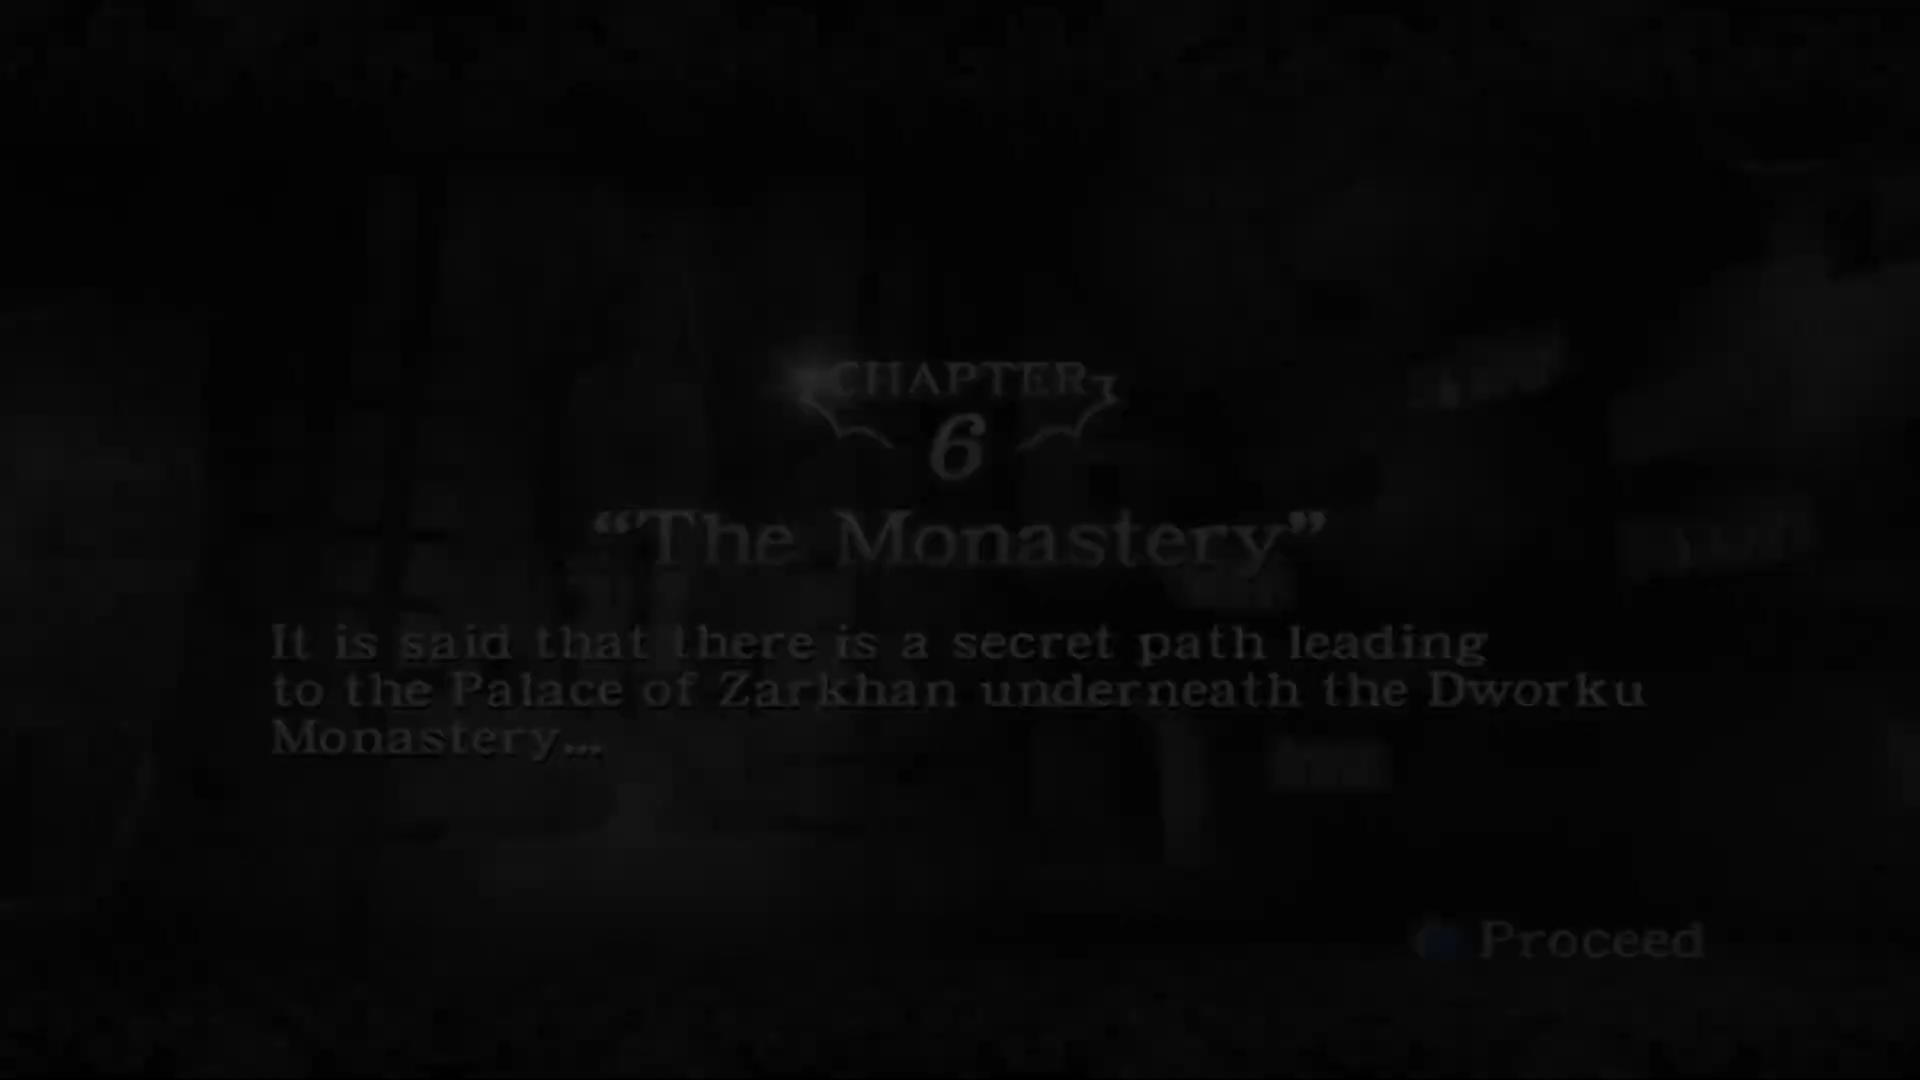 CHAPTER
6
“The Monastery”
It is said that there is a secret path leading
to the Palace of Zarkhan underneath the Dworku
Monastery...
Proceed